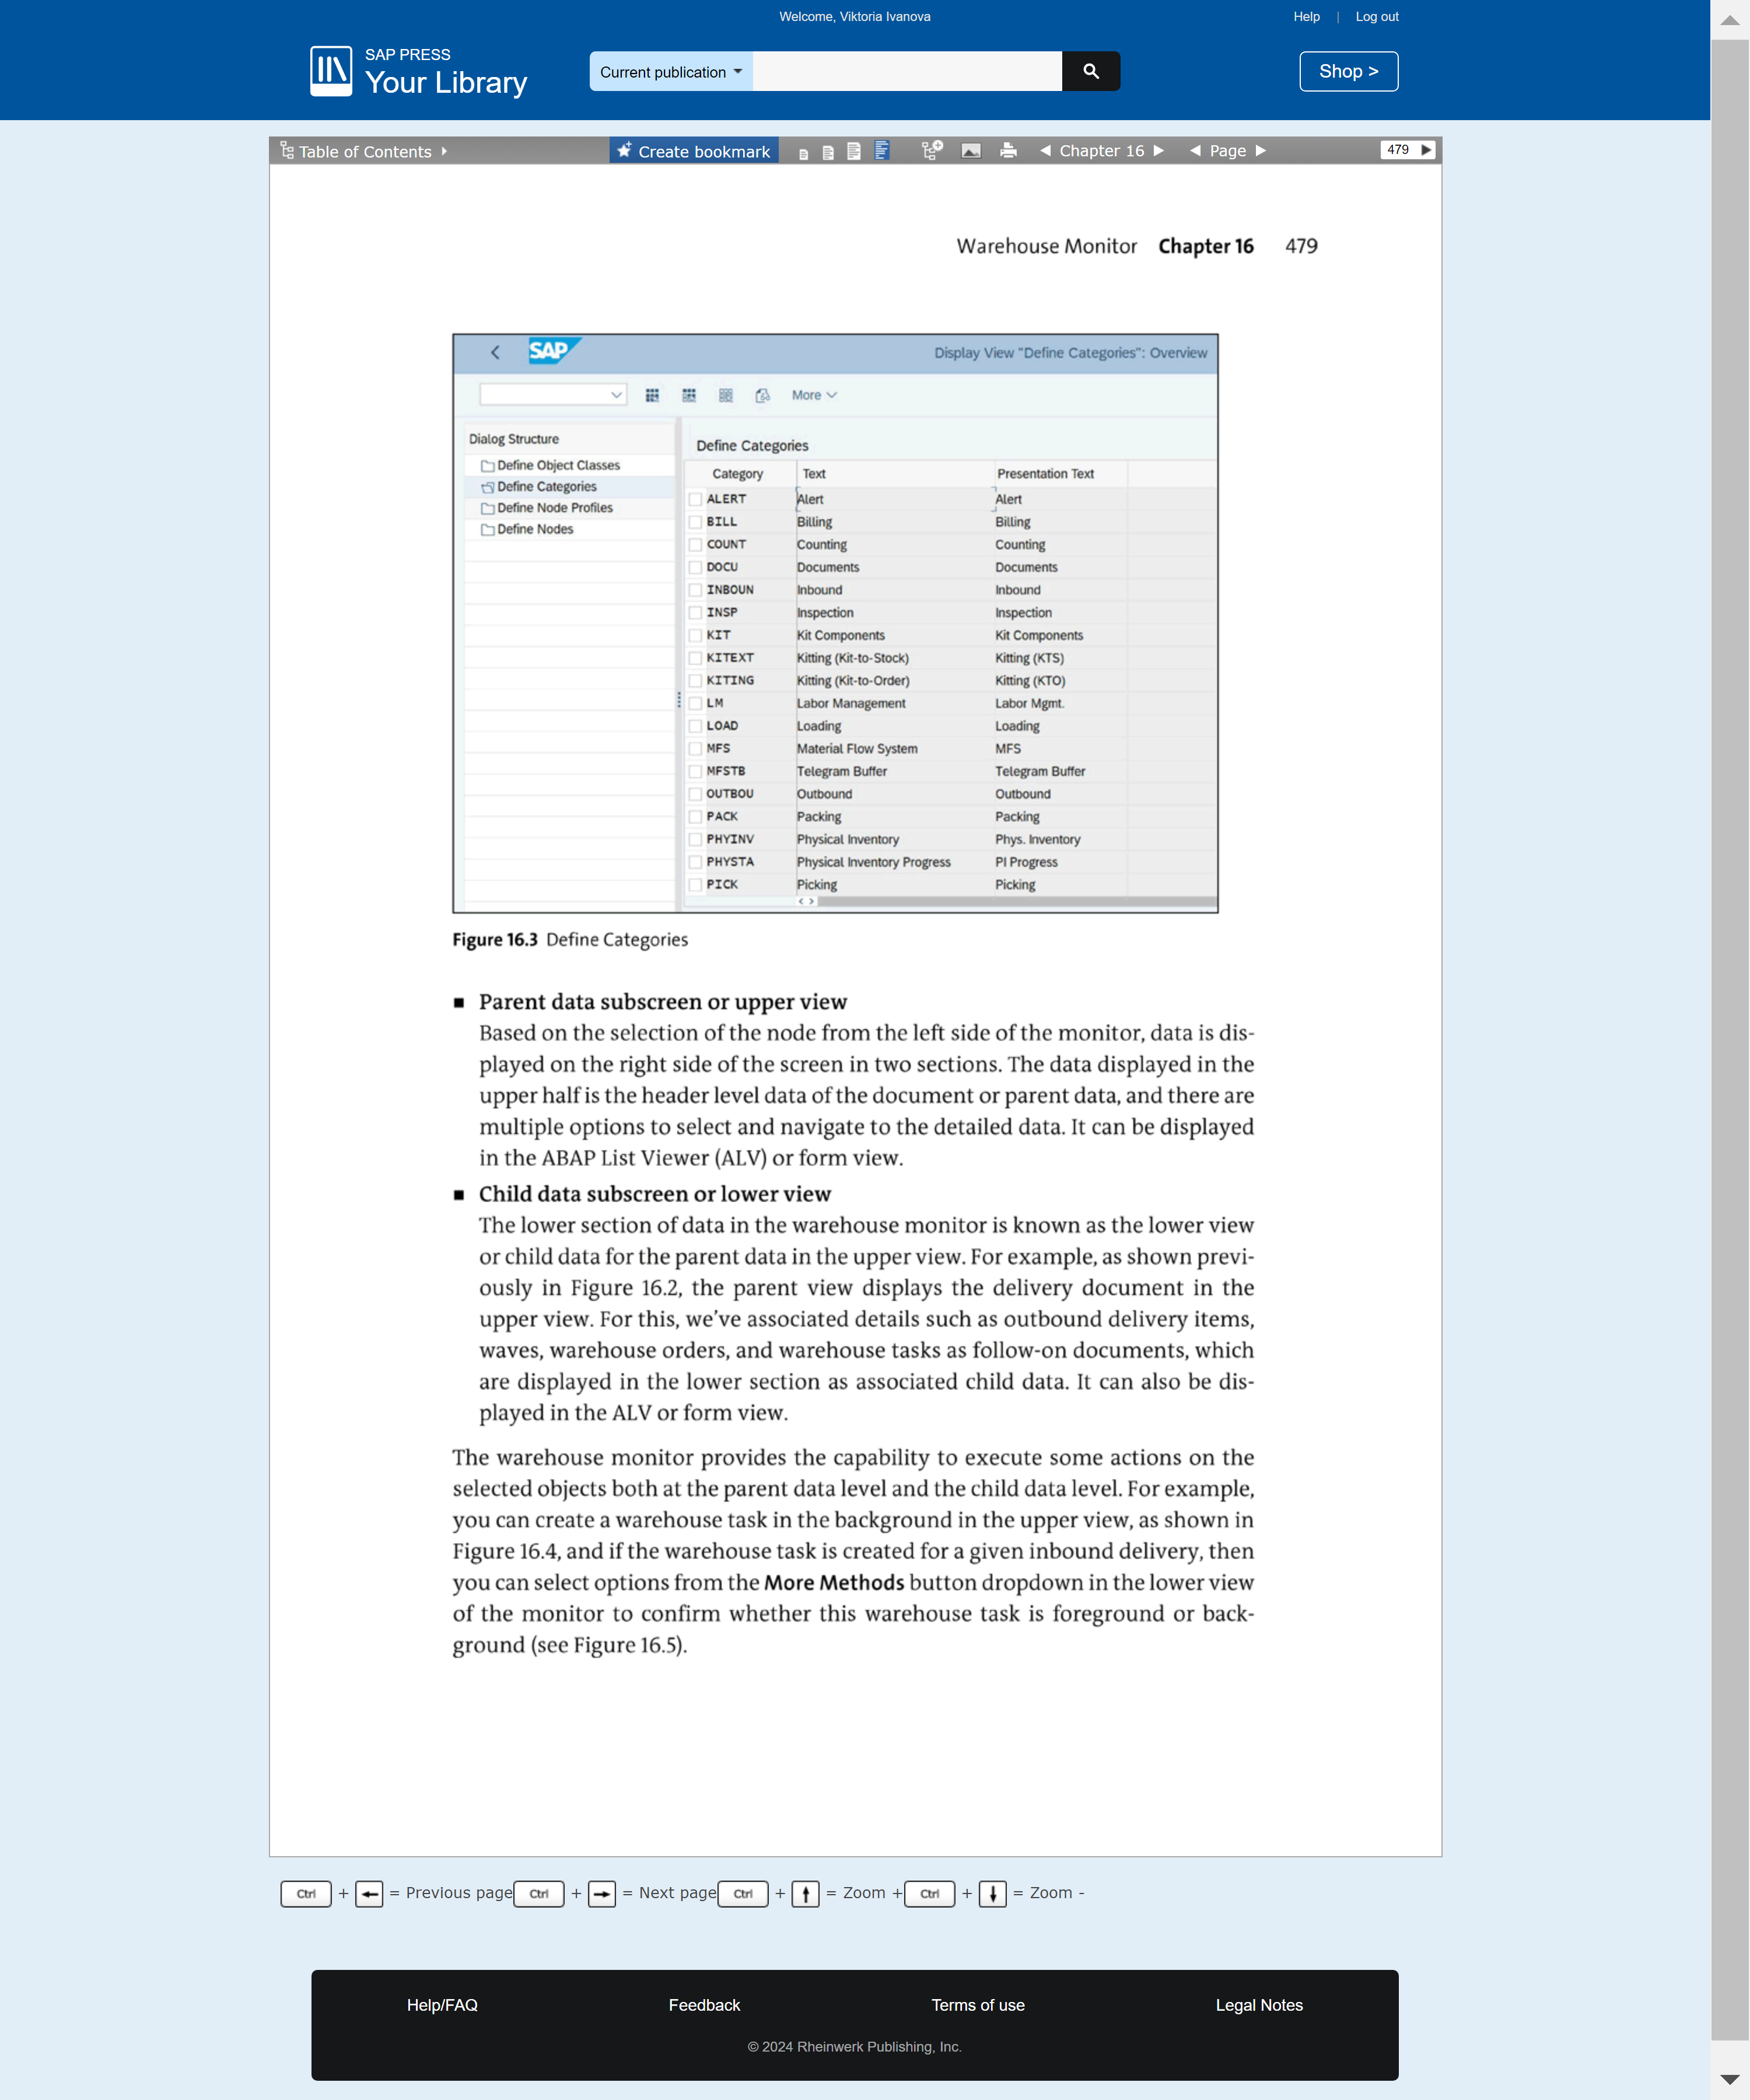 Welcome, Viktoria Ivanova
Help | Log out
SAP PRESS
Your Library
Current publication
Shop >
Table of Contents
Create bookmark
Chapter 16
Page
479
Warehouse Monitor Chapter 16 479
SAP
Display View "Define Categories": Overview
More
Dialog Structure
Define Object Classes
Define Categories
Define Node Profiles
Define Nodes
Define Categories
Category Text Presentation Text
ALERT Alert Alert
BILL Billing Billing
COUNT Counting Counting
DOCU Documents Documents
INBOUN Inbound Inbound
INSP Inspection Inspection
KIT Kit Components Kit Components
KITEXT Kitting (Kit-to-Stock) Kitting (KTS)
KITING Kitting (Kit-to-Order) Kitting (KTO)
LM Labor Management Labor Mgmt.
LOAD Loading Loading
MFS Material Flow System MFS
MFSTB Telegram Buffer Telegram Buffer
OUTBOU Outbound Outbound
PACK Packing Packing
PHYINV Physical Inventory Phys. Inventory
PHYSTA Physical Inventory Progress PI Progress
PICK Picking Picking
Figure 16.3 Define Categories
■ Parent data subscreen or upper view
Based on the selection of the node from the left side of the monitor, data is dis-
played on the right side of the screen in two sections. The data displayed in the
upper half is the header level data of the document or parent data, and there are
multiple options to select and navigate to the detailed data. It can be displayed
in the ABAP List Viewer (ALV) or form view.
■ Child data subscreen or lower view
The lower section of data in the warehouse monitor is known as the lower view
or child data for the parent data in the upper view. For example, as shown previ-
ously in Figure 16.2, the parent view displays the delivery document in the
upper view. For this, we've associated details such as outbound delivery items,
waves, warehouse orders, and warehouse tasks as follow-on documents, which
are displayed in the lower section as associated child data. It can also be dis-
played in the ALV or form view.
The warehouse monitor provides the capability to execute some actions on the
selected objects both at the parent data level and the child data level. For example,
you can create a warehouse task in the background in the upper view, as shown in
Figure 16.4, and if the warehouse task is created for a given inbound delivery, then
you can select options from the More Methods button dropdown in the lower view
of the monitor to confirm whether this warehouse task is foreground or back-
ground (see Figure 16.5).
Ctrl + ← = Previous page Ctrl + → = Next page Ctrl + ↑ = Zoom + Ctrl + ↓ = Zoom -
Help/FAQ Feedback Terms of use Legal Notes
© 2024 Rheinwerk Publishing, Inc.